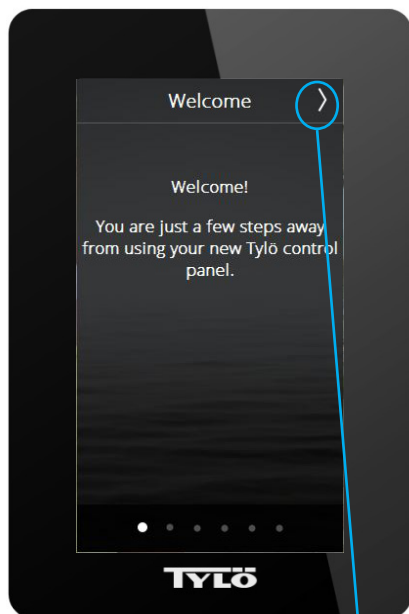 Welcome
Welcome!
You are just a few steps away
from using your new Tylö control
panel.
TYLÖ